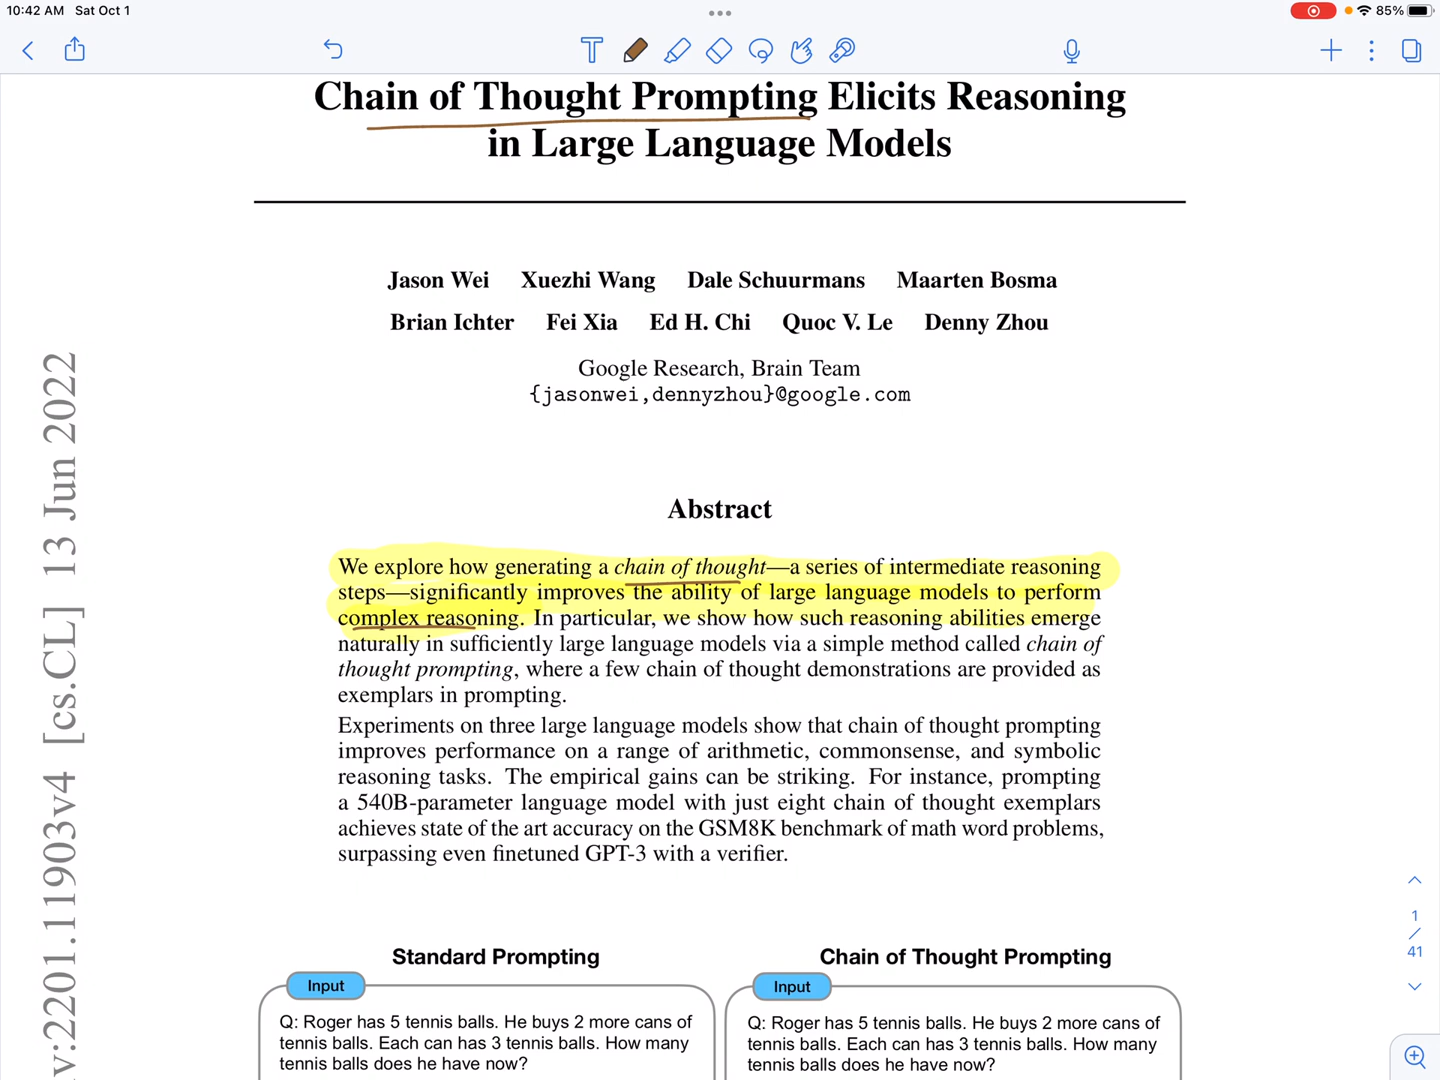 10:42 AM Sat Oct 1
85%
Chain of Thought Prompting Elicits Reasoning
in Large Language Models
Jason Wei Xuezhi Wang Dale Schuurmans Maarten Bosma
Brian Ichter Fei Xia Ed H. Chi Quoc V. Le Denny Zhou
Google Research, Brain Team
{jasonwei,dennyzhou}@google.com
Abstract
We explore how generating a chain of thought—a series of intermediate reasoning
steps—significantly improves the ability of large language models to perform
complex reasoning. In particular, we show how such reasoning abilities emerge
naturally in sufficiently large language models via a simple method called chain of
thought prompting, where a few chain of thought demonstrations are provided as
exemplars in prompting.
Experiments on three large language models show that chain of thought prompting
improves performance on a range of arithmetic, commonsense, and symbolic
reasoning tasks. The empirical gains can be striking. For instance, prompting
a 540B-parameter language model with just eight chain of thought exemplars
achieves state of the art accuracy on the GSM8K benchmark of math word problems,
surpassing even finetuned GPT-3 with a verifier.
v:2201.11903v4 [cs.CL] 13 Jun 2022
Standard Prompting
Input
Q: Roger has 5 tennis balls. He buys 2 more cans of
tennis balls. Each can has 3 tennis balls. How many
tennis balls does he have now?
Chain of Thought Prompting
Input
Q: Roger has 5 tennis balls. He buys 2 more cans of
tennis balls. Each can has 3 tennis balls. How many
tennis balls does he have now?
1
/
41